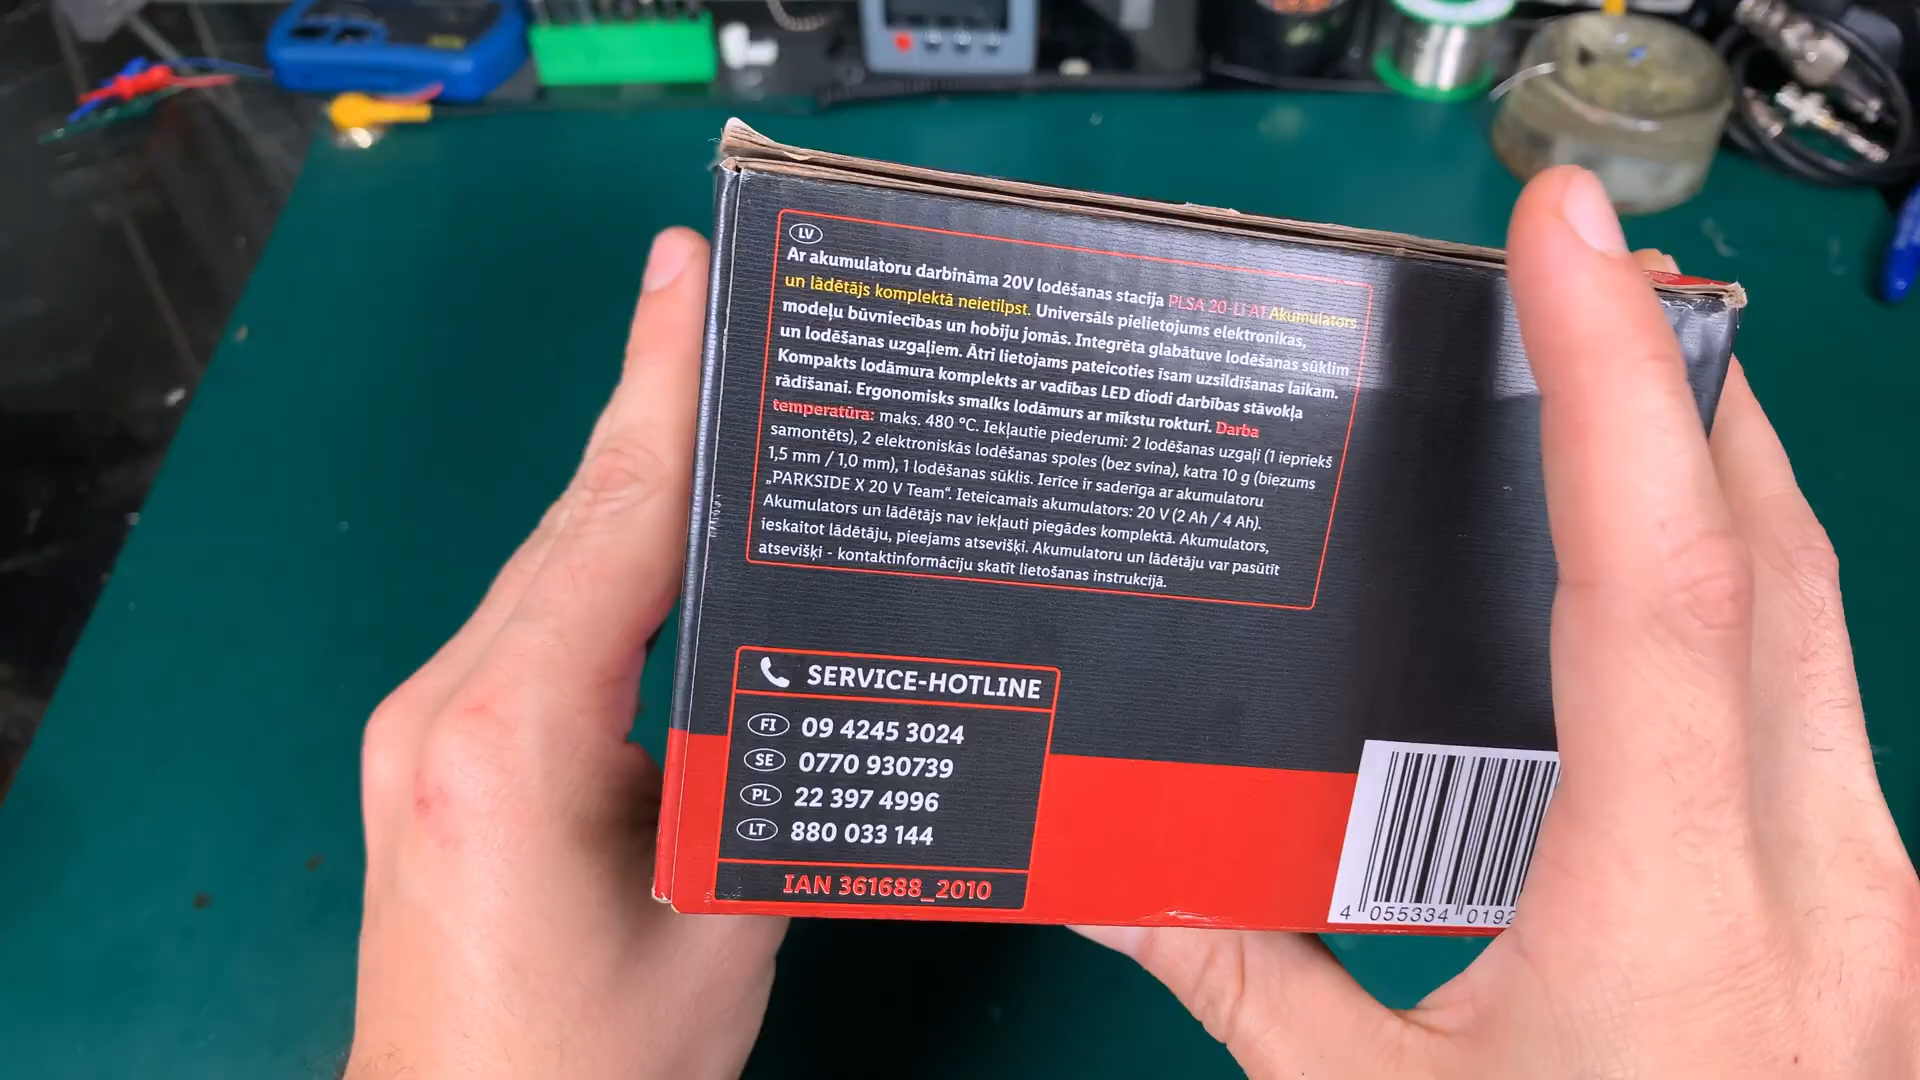 LV
Ar akumulatoru darbināma 20V lodēšanas stacija PLSA 20-Li A1 Akumulators
un lādētājs komplektā neietilpst. Universāls pielietojums elektronikas,
modeļu būvniecības un hobiju jomās. Integrēta glabātuve lodēšanas sūklim
un lodēšanas uzgaļiem. Ātri lietojams pateicoties īsam uzsildīšanas laikam.
Kompakts lodāmura komplekts ar vadības LED diodi darbības stāvokļa
rādīšanai. Ergonomisks smalks lodāmurs ar mīkstu rokturi. Darba
temperatūra: maks. 480 °C. Iekļautie piederumi: 2 lodēšanas uzgaļi (1 iepriekš
samontēts), 2 elektroniskās lodēšanas spoles (bez svina), katra 10 g (biezums
1,5 mm / 1,0 mm), 1 lodēšanas sūklis. Ierīce ir saderīga ar akumulatoru
„PARKSIDE X 20 V Team“. Ieteicamais akumulators: 20 V (2 Ah / 4 Ah).
Akumulators un lādētājs nav iekļauti piegādes komplektā. Akumulators,
ieskaitot lādētāju, pieejams atsevišķi. Akumulatoru un lādētāju var pasūtīt
atsevišķi - kontaktinformāciju skatīt lietošanas instrukcijā.
SERVICE-HOTLINE
FI 09 4245 3024
SE 0770 930739
PL 22 397 4996
LT 880 033 144
IAN 361688_2010
4 055334 0192